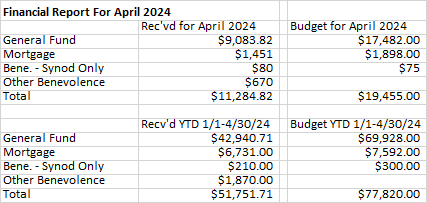 Financial Report For April 2024
Rec'vd for April 2024 Budget for April 2024
General Fund $9,083.82 $17,482.00
Mortgage $1,451 $1,898.00
Bene. - Synod Only $80 $75
Other Benevolence $670
Total $11,284.82 $19,455.00
Rec'vd YTD 1/1-4/30/24 Budget YTD 1/1-4/30/24
General Fund $42,940.71 $69,928.00
Mortgage $6,731.00 $7,592.00
Bene. - Synod Only $210.00 $300.00
Other Benevolence $1,870.00
Total $51,751.71 $77,820.00